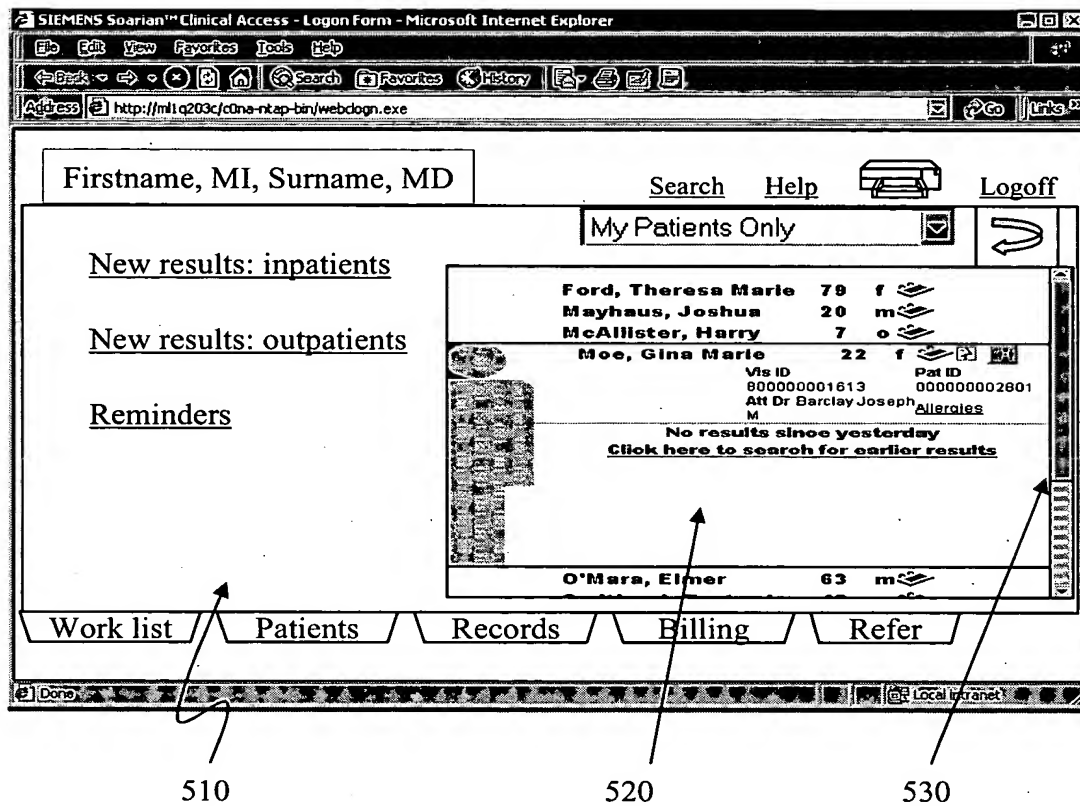 SIEMENS Soarian™ Clinical Access - Logon Form - Microsoft Internet Explorer
File Edit View Favorites Tools Help
Back Search Favorites History
Address http://ml1q203c/c0na-ntap-bin/webdlogn.exe Go Links »
Firstname, MI, Surname, MD
Search Help Logoff
My Patients Only
New results: inpatients
New results: outpatients
Reminders
Ford, Theresa Marie 79 f
Mayhaus, Joshua 20 m
McAllister, Harry 7 o
Moe, Gina Marie 22 f
Vis ID Pat ID
800000001613 000000002601
Att Dr Barclay Joseph Allergies
M
No results since yesterday
Click here to search for earlier results
O'Mara, Elmer 63 m
Work list Patients Records Billing Refer
Done Local intranet
510 520 530